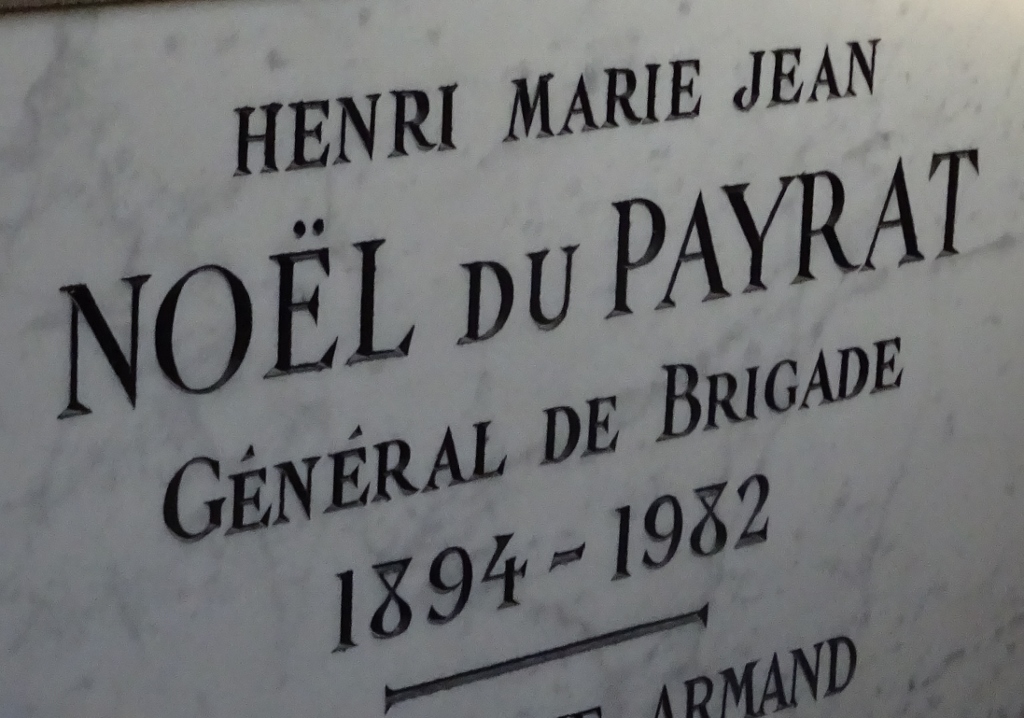 HENRI MARIE JEAN
NOËL DU PAYRAT
GÉNÉRAL DE BRIGADE
1894-1982
ARMAND